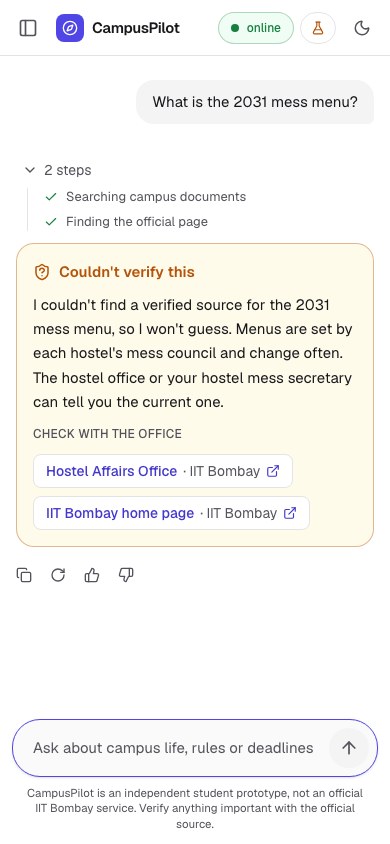 CampusPilot
online
What is the 2031 mess menu?
2 steps
Searching campus documents
Finding the official page
Couldn't verify this
I couldn't find a verified source for the 2031
mess menu, so I won't guess. Menus are set by
each hostel's mess council and change often.
The hostel office or your hostel mess secretary
can tell you the current one.
CHECK WITH THE OFFICE
Hostel Affairs Office · IIT Bombay
IIT Bombay home page · IIT Bombay
Ask about campus life, rules or deadlines
CampusPilot is an independent student prototype, not an official
IIT Bombay service. Verify anything important with the official
source.